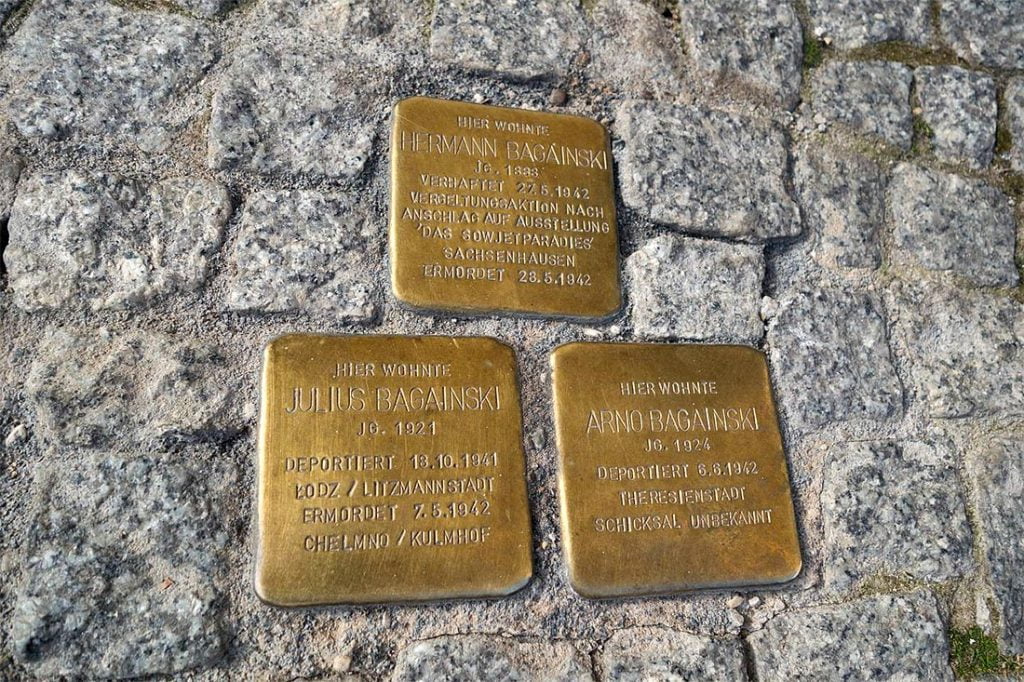 HIER WOHNTE
HERMANN BAGAINSKI
JG. 1888
VERHAFTET 27.5.1942
VERGELTUNGSAKTION NACH
ANSCHLAG AUF AUSSTELLUNG
'DAS SOWJETPARADIES'
SACHSENHAUSEN
ERMORDET 28.5.1942
HIER WOHNTE
JULIUS BAGAINSKI
JG. 1921
DEPORTIERT 18.10.1941
ŁODZ / LITZMANNSTADT
ERMORDET 7.5.1942
CHELMNO / KULMHOF
HIER WOHNTE
ARNO BAGAINSKI
JG. 1924
DEPORTIERT 6.6.1942
THERESIENSTADT
SCHICKSAL UNBEKANNT